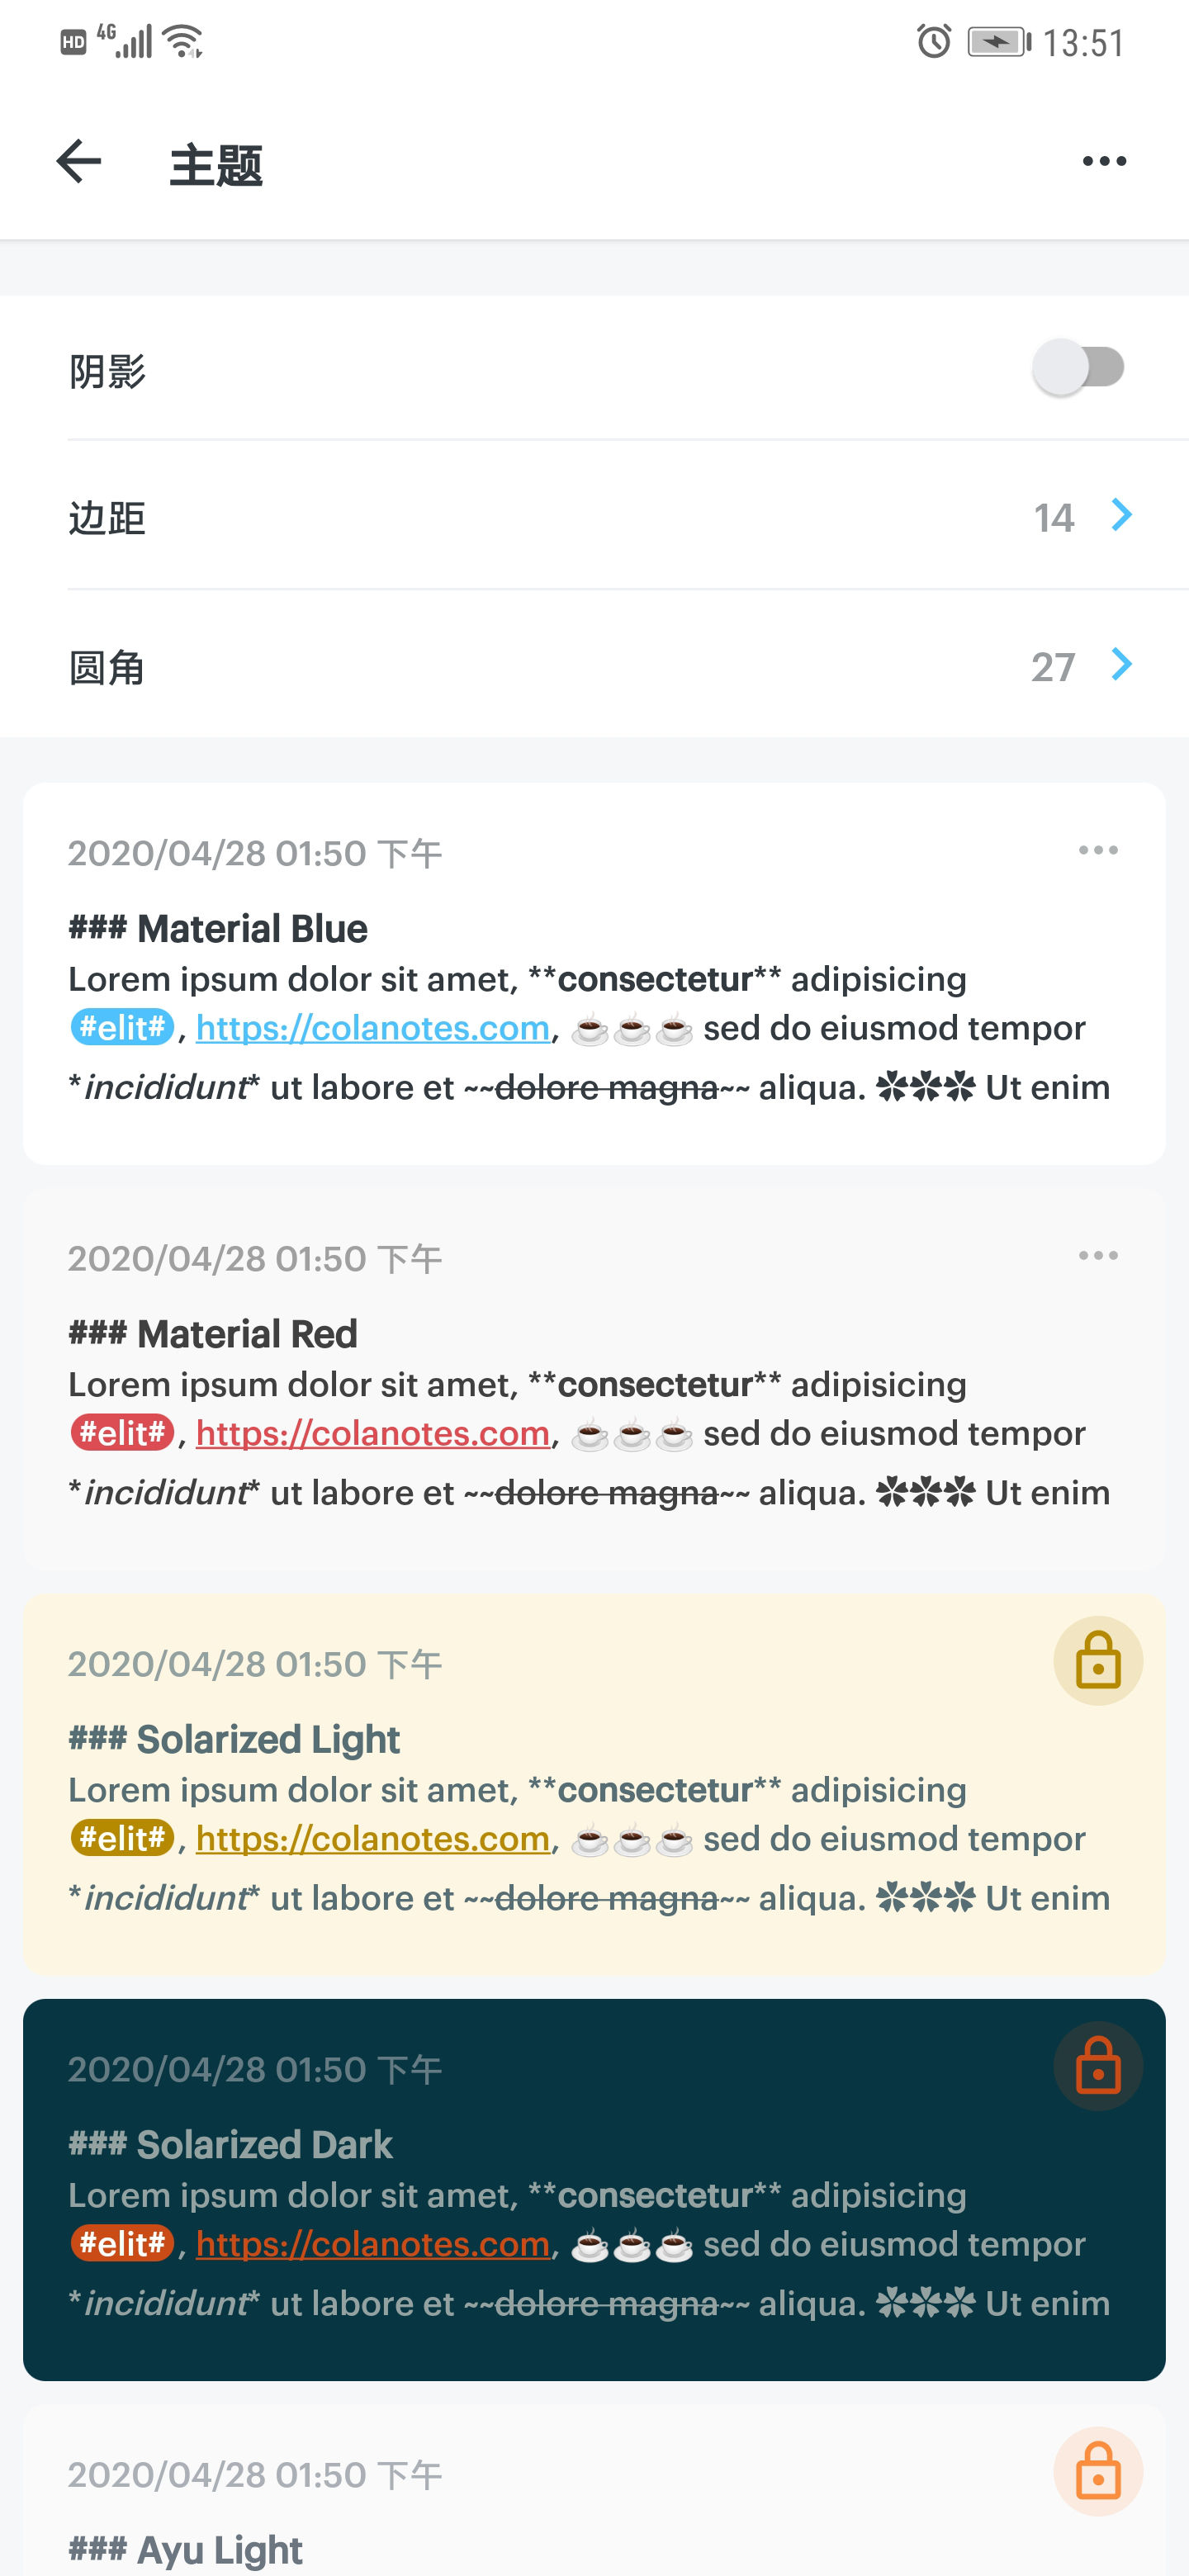 HD 4G 13:51
主题
阴影
边距 14
圆角 27
2020/04/28 01:50 下午
### Material Blue
Lorem ipsum dolor sit amet, **consectetur** adipisicing
#elit#, https://colanotes.com, ☕☕☕ sed do eiusmod tempor
*incididunt* ut labore et ~~dolore magna~~ aliqua. ✿✿✿ Ut enim
2020/04/28 01:50 下午
### Material Red
Lorem ipsum dolor sit amet, **consectetur** adipisicing
#elit#, https://colanotes.com, ☕☕☕ sed do eiusmod tempor
*incididunt* ut labore et ~~dolore magna~~ aliqua. ✿✿✿ Ut enim
2020/04/28 01:50 下午
### Solarized Light
Lorem ipsum dolor sit amet, **consectetur** adipisicing
#elit#, https://colanotes.com, ☕☕☕ sed do eiusmod tempor
*incididunt* ut labore et ~~dolore magna~~ aliqua. ✿✿✿ Ut enim
2020/04/28 01:50 下午
### Solarized Dark
Lorem ipsum dolor sit amet, **consectetur** adipisicing
#elit#, https://colanotes.com, ☕☕☕ sed do eiusmod tempor
*incididunt* ut labore et ~~dolore magna~~ aliqua. ✿✿✿ Ut enim
2020/04/28 01:50 下午
### Ayu Light